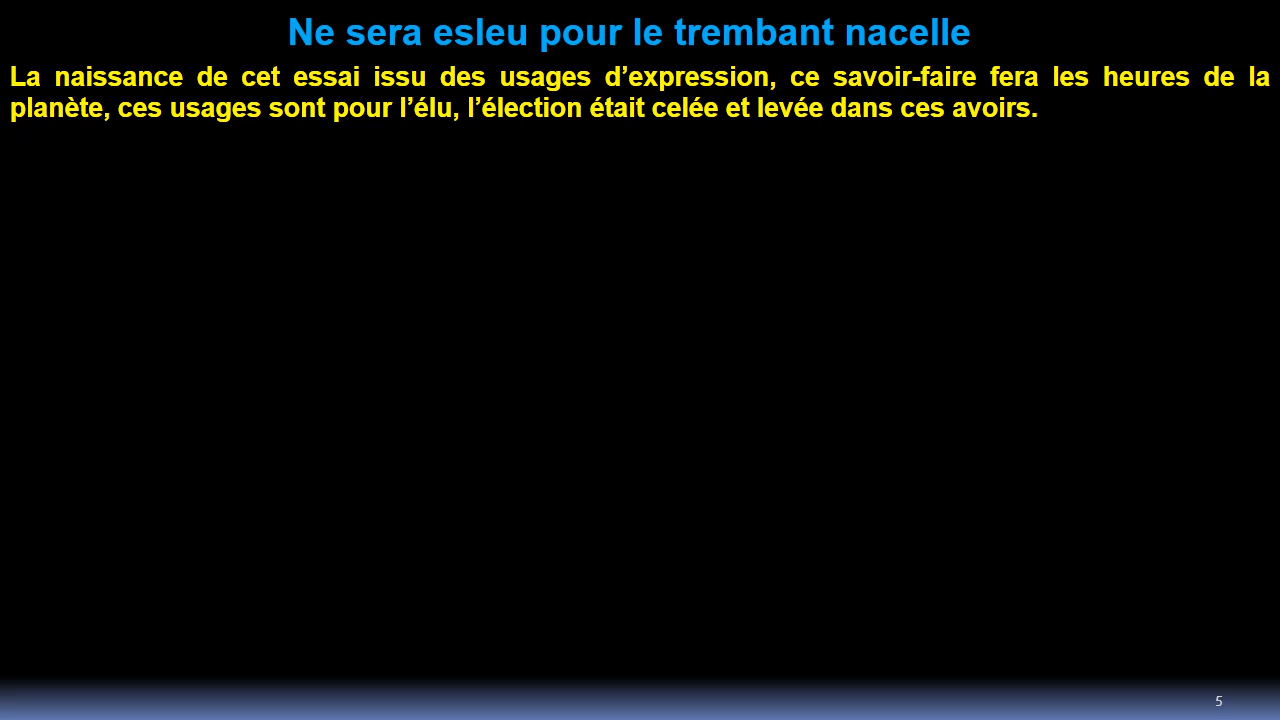 Ne sera esleu pour le trembant nacelle
La naissance de cet essai issu des usages d’expression, ce savoir-faire fera les heures de la
planète, ces usages sont pour l’élu, l’élection était celée et levée dans ces avoirs.
5